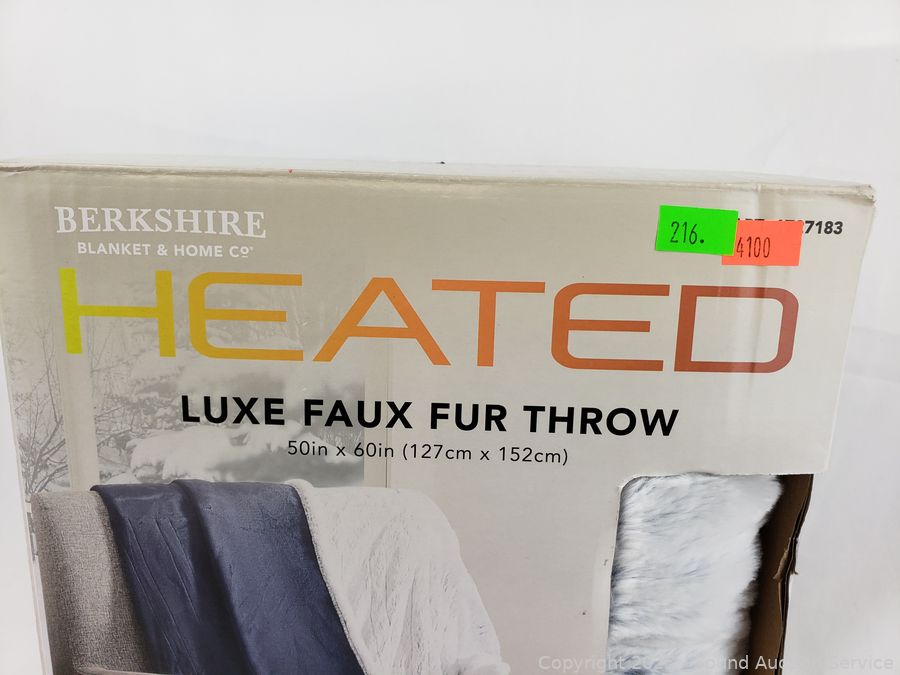 BERKSHIRE
BLANKET & HOME Cº
216.
7183
4100
HEATED
LUXE FAUX FUR THROW
50in x 60in (127cm x 152cm)
Copyright Auction Service